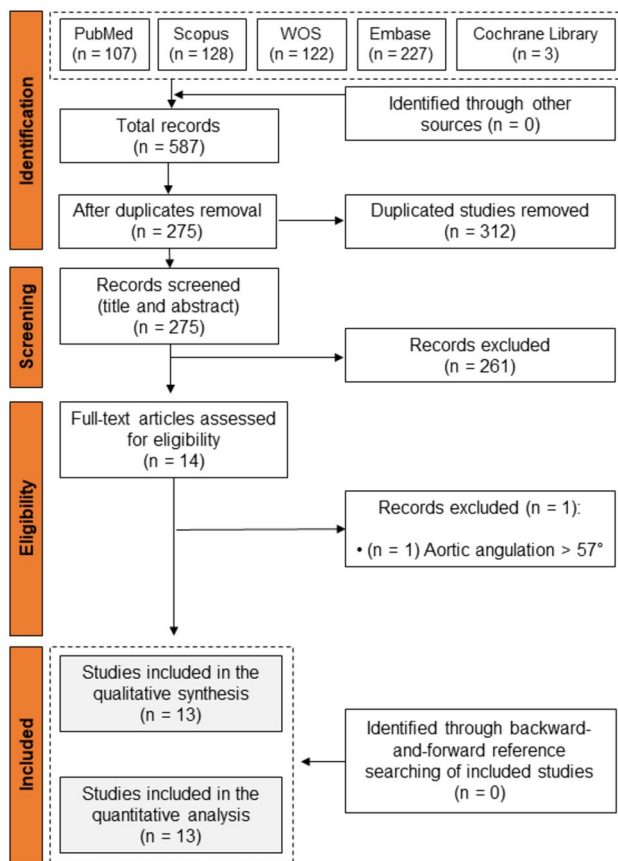 Identification
PubMed
(n = 107)
Scopus
(n = 128)
WOS
(n = 122)
Embase
(n = 227)
Cochrane Library
(n = 3)
Identified through other
sources (n = 0)
Total records
(n = 587)
After duplicates removal
(n = 275)
Duplicated studies removed
(n = 312)
Screening
Records screened
(title and abstract)
(n = 275)
Records excluded
(n = 261)
Eligibility
Full-text articles assessed
for eligibility
(n = 14)
Records excluded (n = 1):
• (n = 1) Aortic angulation > 57°
Included
Studies included in the
qualitative synthesis
(n = 13)
Identified through backward-
and-forward reference
searching of included studies
(n = 0)
Studies included in the
quantitative analysis
(n = 13)